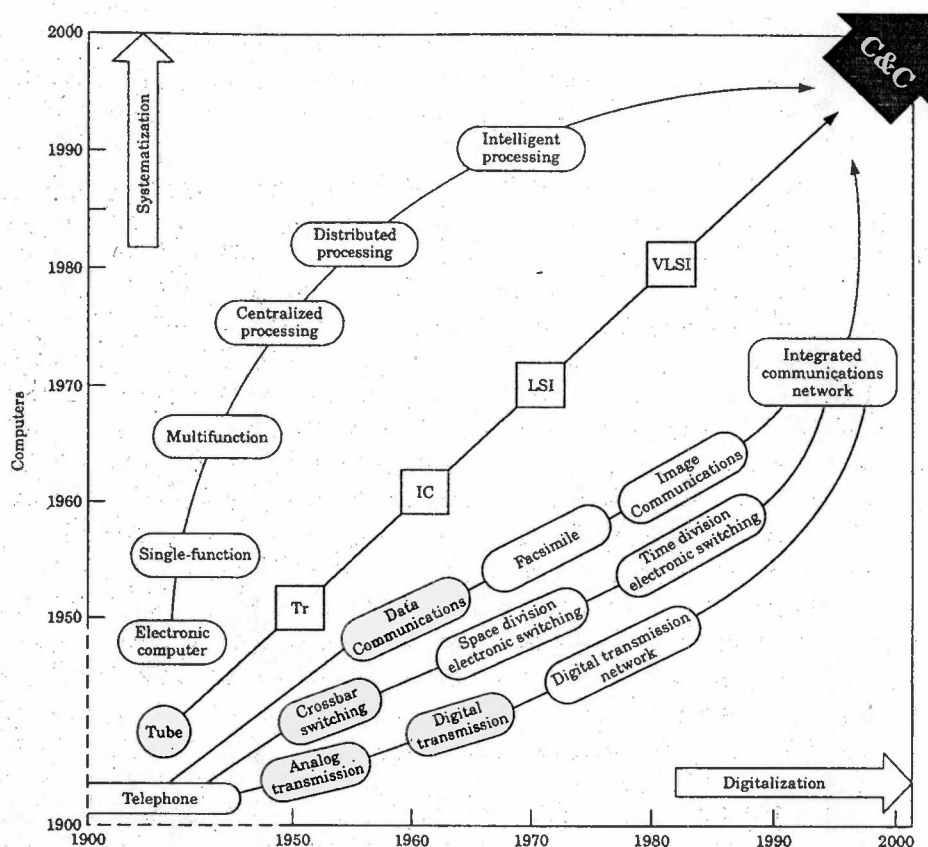 2000
C&C
Systematization
Intelligent
processing
1990
Distributed
processing
1980
VLSI
Centralized
processing
Integrated
communications
network
1970
LSI
Computers
Multifunction
Image
Communications
IC
1960
Facsimile
Time division
electronic switching
Single-function
Data
Communications
Space division
electronic switching
Tr
1950
Electronic
computer
Digital transmission
network
Crossbar
switching
Tube
Digital
transmission
Analog
transmission
Digitalization
Telephone
1900
1900
1950
1960
1970
1980
1990
2000